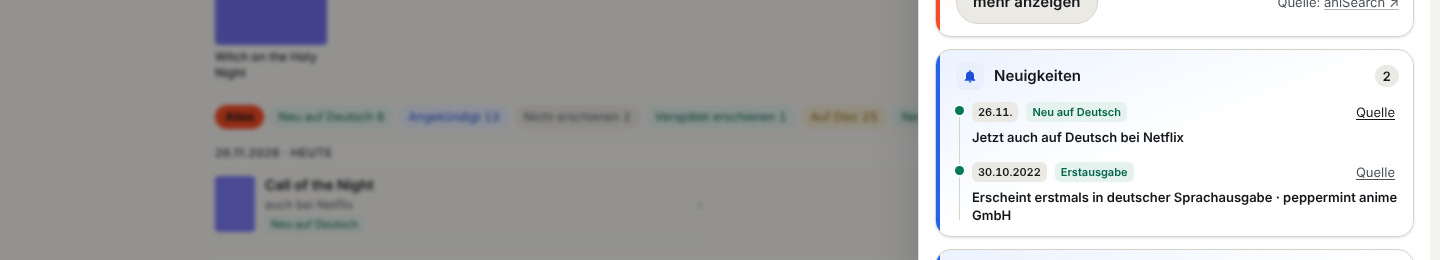 mehr anzeigen
Quelle: aniSearch ↗
Witch on the Holy
Night
Alles Neu auf Deutsch 8 Angekündigt 13 Nicht erschienen 2 Verspätet erschienen 1 Auf Disc 25
26.11.2026 · HEUTE
Call of the Night
auch bei Netflix
Neu auf Deutsch
Neuigkeiten 2
26.11. Neu auf Deutsch Quelle
Jetzt auch auf Deutsch bei Netflix
30.10.2022 Erstausgabe Quelle
Erscheint erstmals in deutscher Sprachausgabe · peppermint anime
GmbH